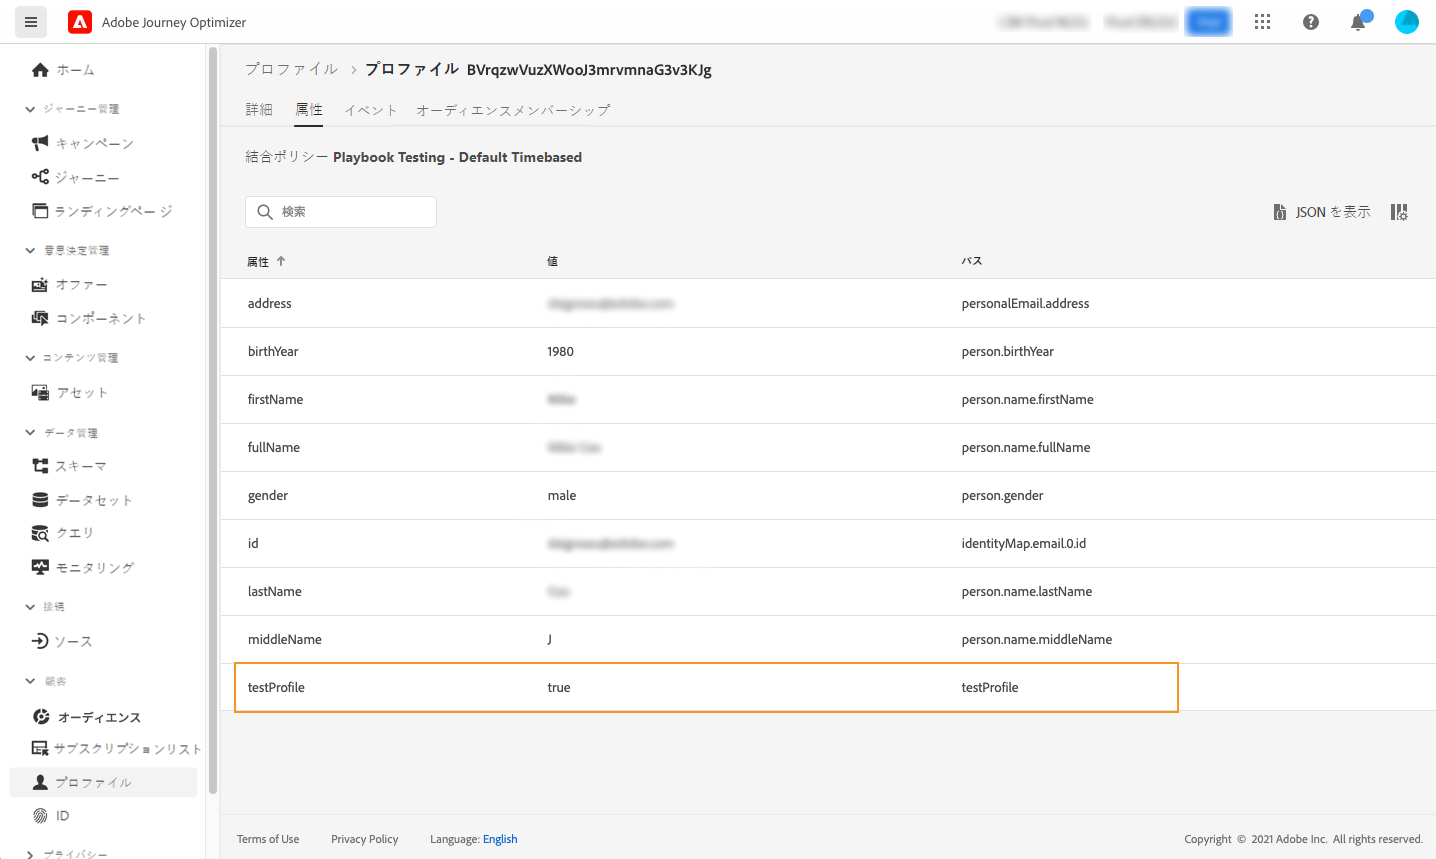 Adobe Journey Optimizer
ホーム
ジャーニー管理
キャンペーン
ジャーニー
ランディングページ
意思決定管理
オファー
コンポーネント
コンテンツ管理
アセット
データ管理
スキーマ
データセット
クエリ
モニタリング
接続
ソース
顧客
オーディエンス
サブスクリプションリスト
プロファイル
ID
プライバシー
プロファイル > プロファイル BVrqzwVuzXWooJ3mrvmnaG3v3KJg
詳細 属性 イベント オーディエンスメンバーシップ
結合ポリシー Playbook Testing - Default Timebased
検索 JSON を表示
属性 ↑ 値 パス
address personalEmail.address
birthYear 1980 person.birthYear
firstName person.name.firstName
fullName person.name.fullName
gender male person.gender
id identityMap.email.0.id
lastName person.name.lastName
middleName J person.name.middleName
testProfile true testProfile
Terms of Use Privacy Policy Language: English Copyright © 2021 Adobe Inc. All rights reserved.